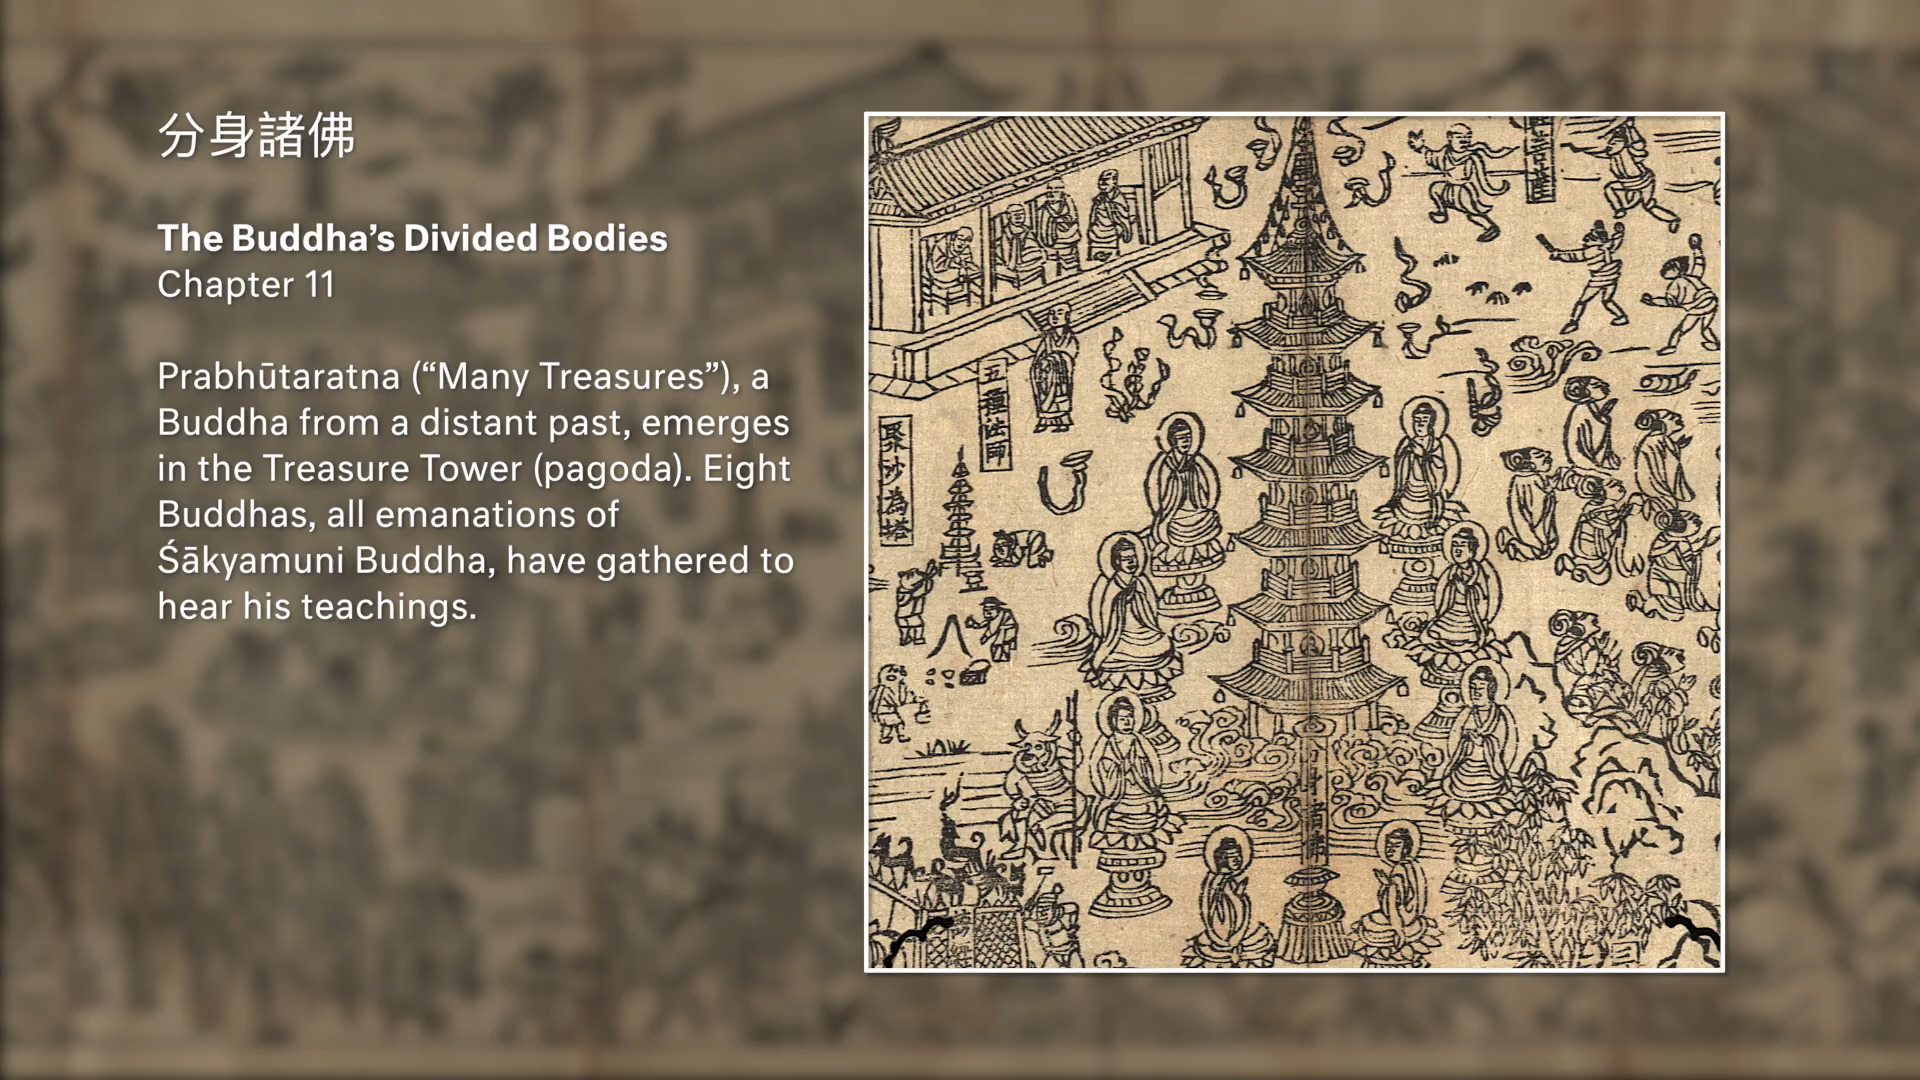 分身諸佛
The Buddha’s Divided Bodies
Chapter 11
Prabhūtaratna (“Many Treasures”), a
Buddha from a distant past, emerges
in the Treasure Tower (pagoda). Eight
Buddhas, all emanations of
Śākyamuni Buddha, have gathered to
hear his teachings.
五種法師
聚沙為塔